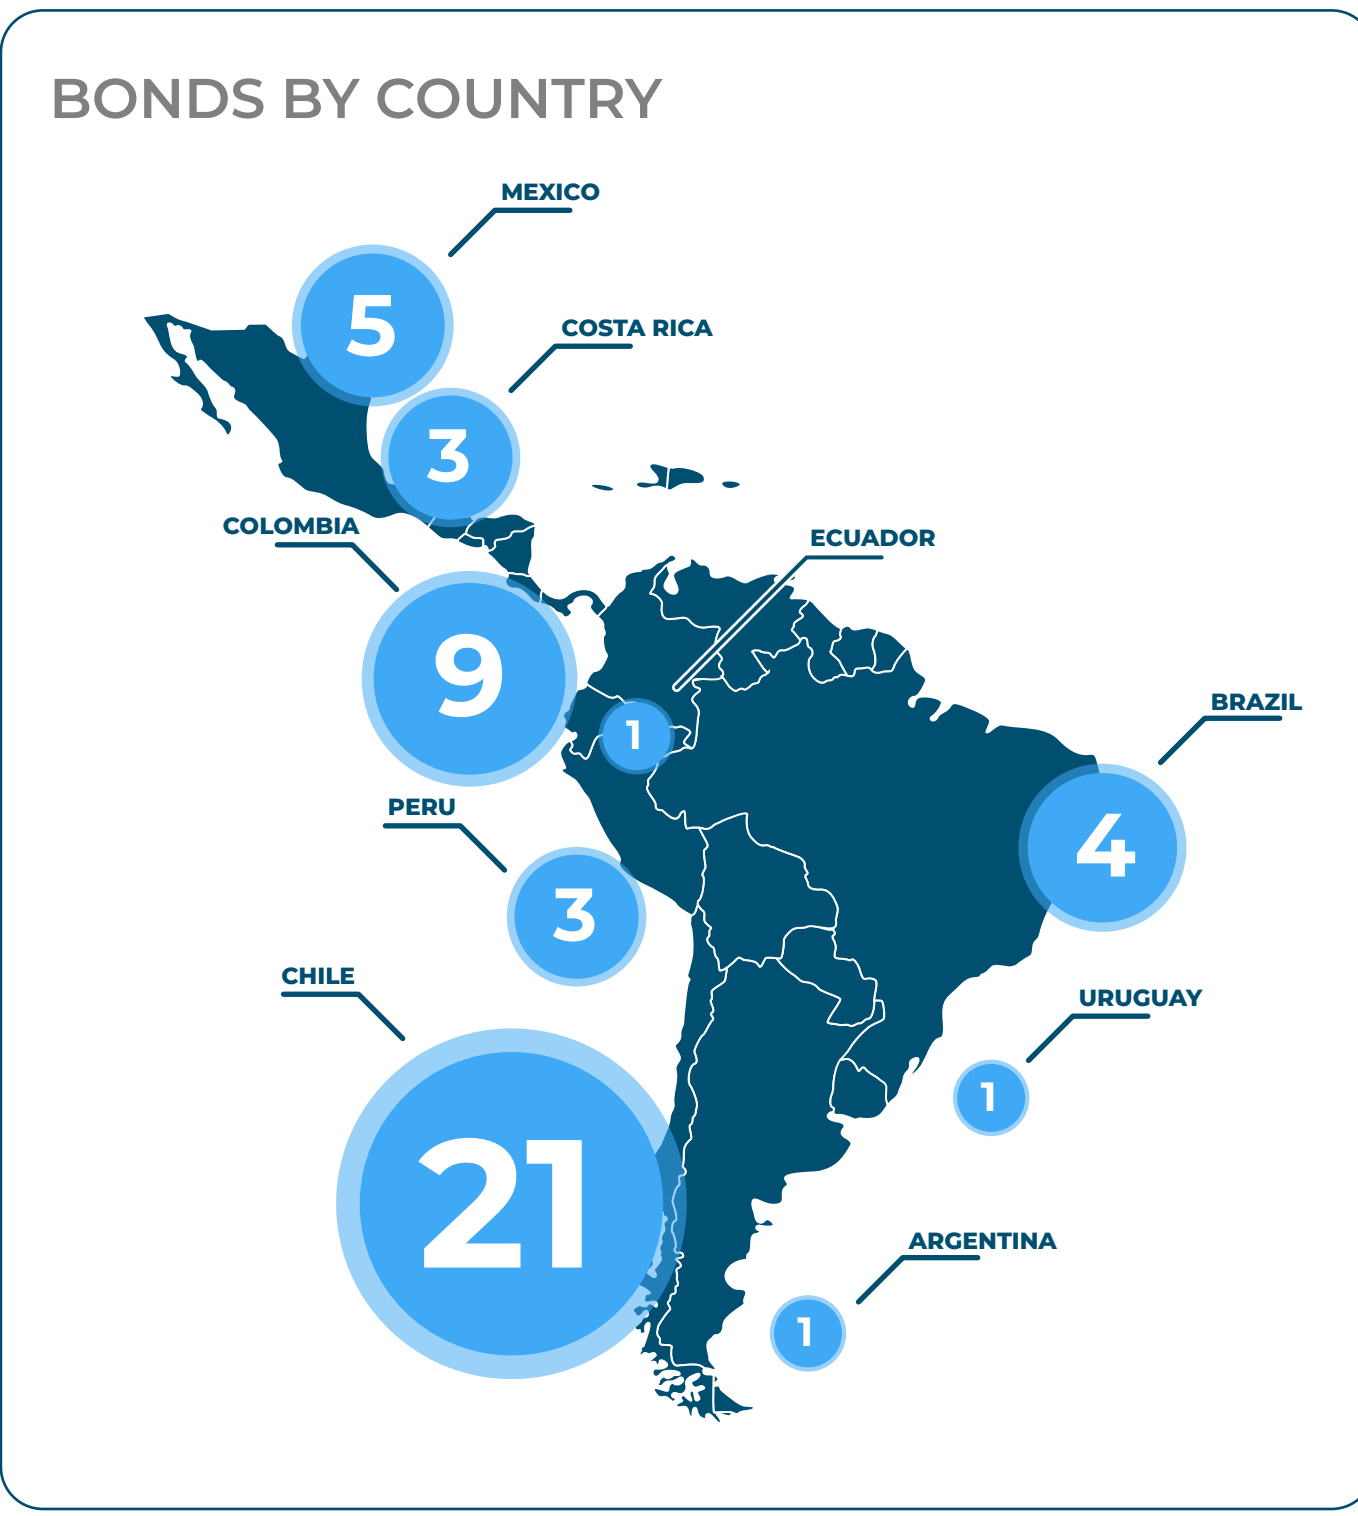 BONDS BY COUNTRY
MEXICO
5
COSTA RICA
3
COLOMBIA
9
ECUADOR
1
BRAZIL
4
PERU
3
CHILE
21
URUGUAY
1
ARGENTINA
1